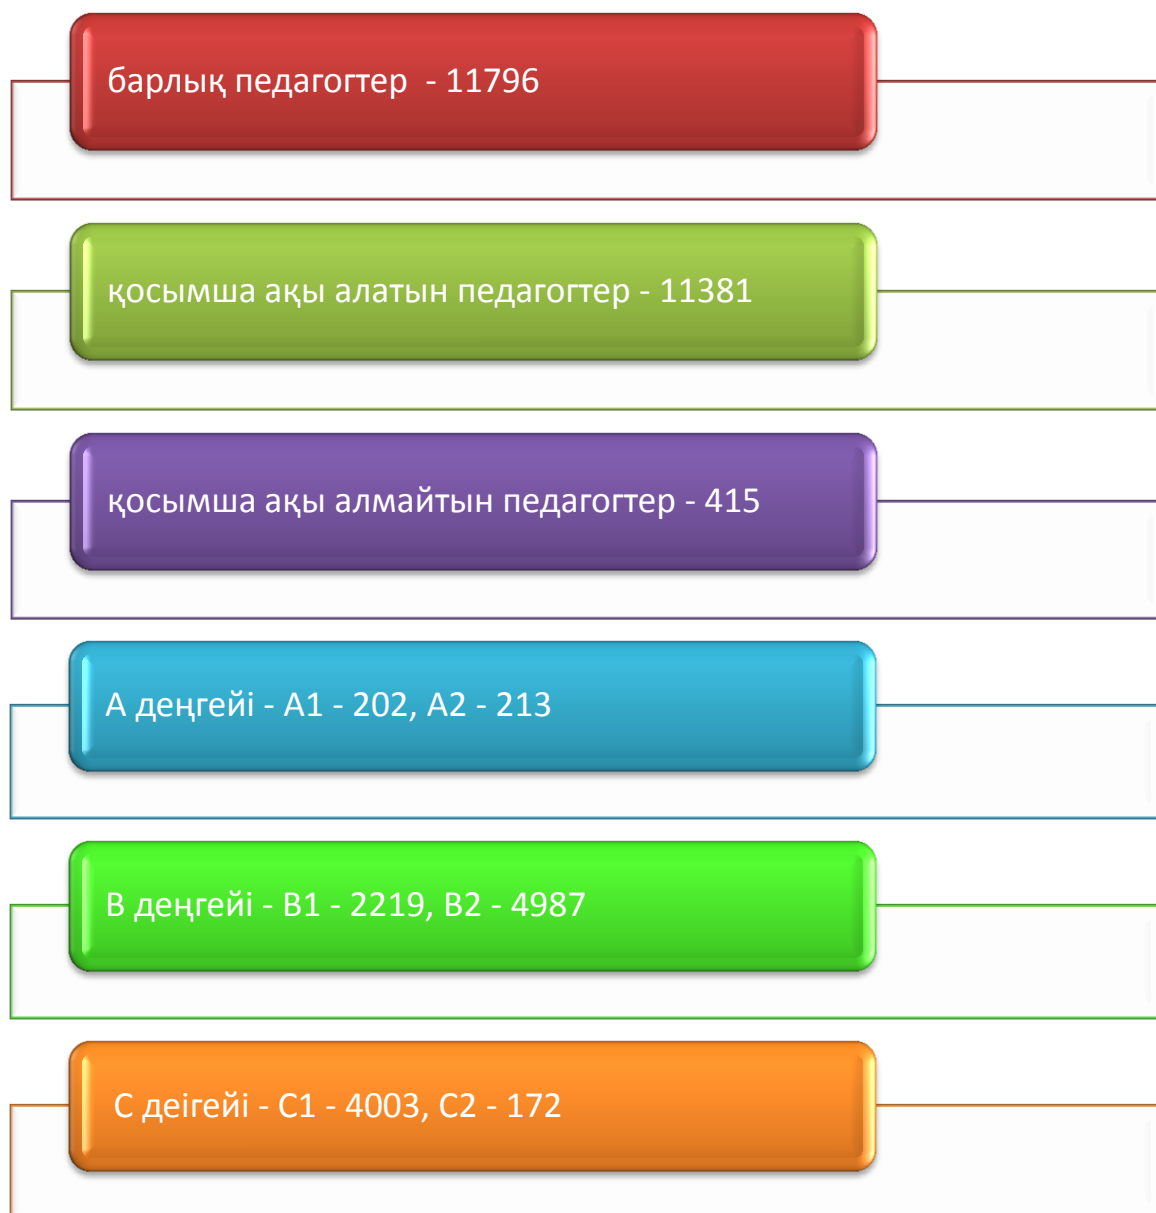 барлық педагогтер  - 11796
қосымша ақы алатын педагогтер - 11381
қосымша ақы алмайтын педагогтер - 415
А деңгейі - А1 - 202, А2 - 213
В деңгейі - В1 - 2219, В2 - 4987
С деігейі - С1 - 4003, С2 - 172